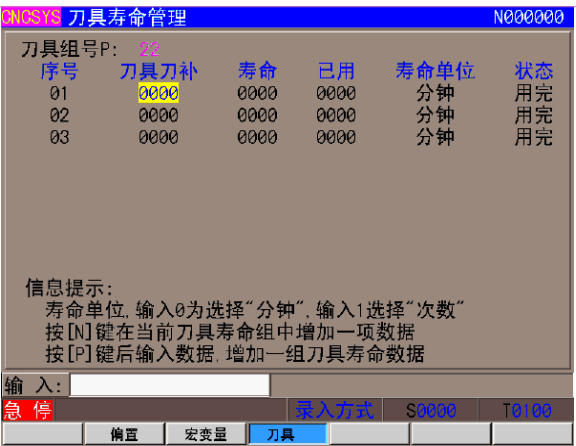 CNCSYS 刀具寿命管理 N000000
刀具组号P: 22
序号 刀具刀补 寿命 已用 寿命单位 状态
01 0000 0000 0000 分钟 用完
02 0000 0000 0000 分钟 用完
03 0000 0000 0000 分钟 用完
信息提示:
寿命单位,输入0为选择"分钟",输入1选择"次数"
按[N]键在当前刀具寿命组中增加一项数据
按[P]键后输入数据,增加一组刀具寿命数据
输 入:
急 停 录入方式 S0000 T0100
偏置 宏变量 刀具